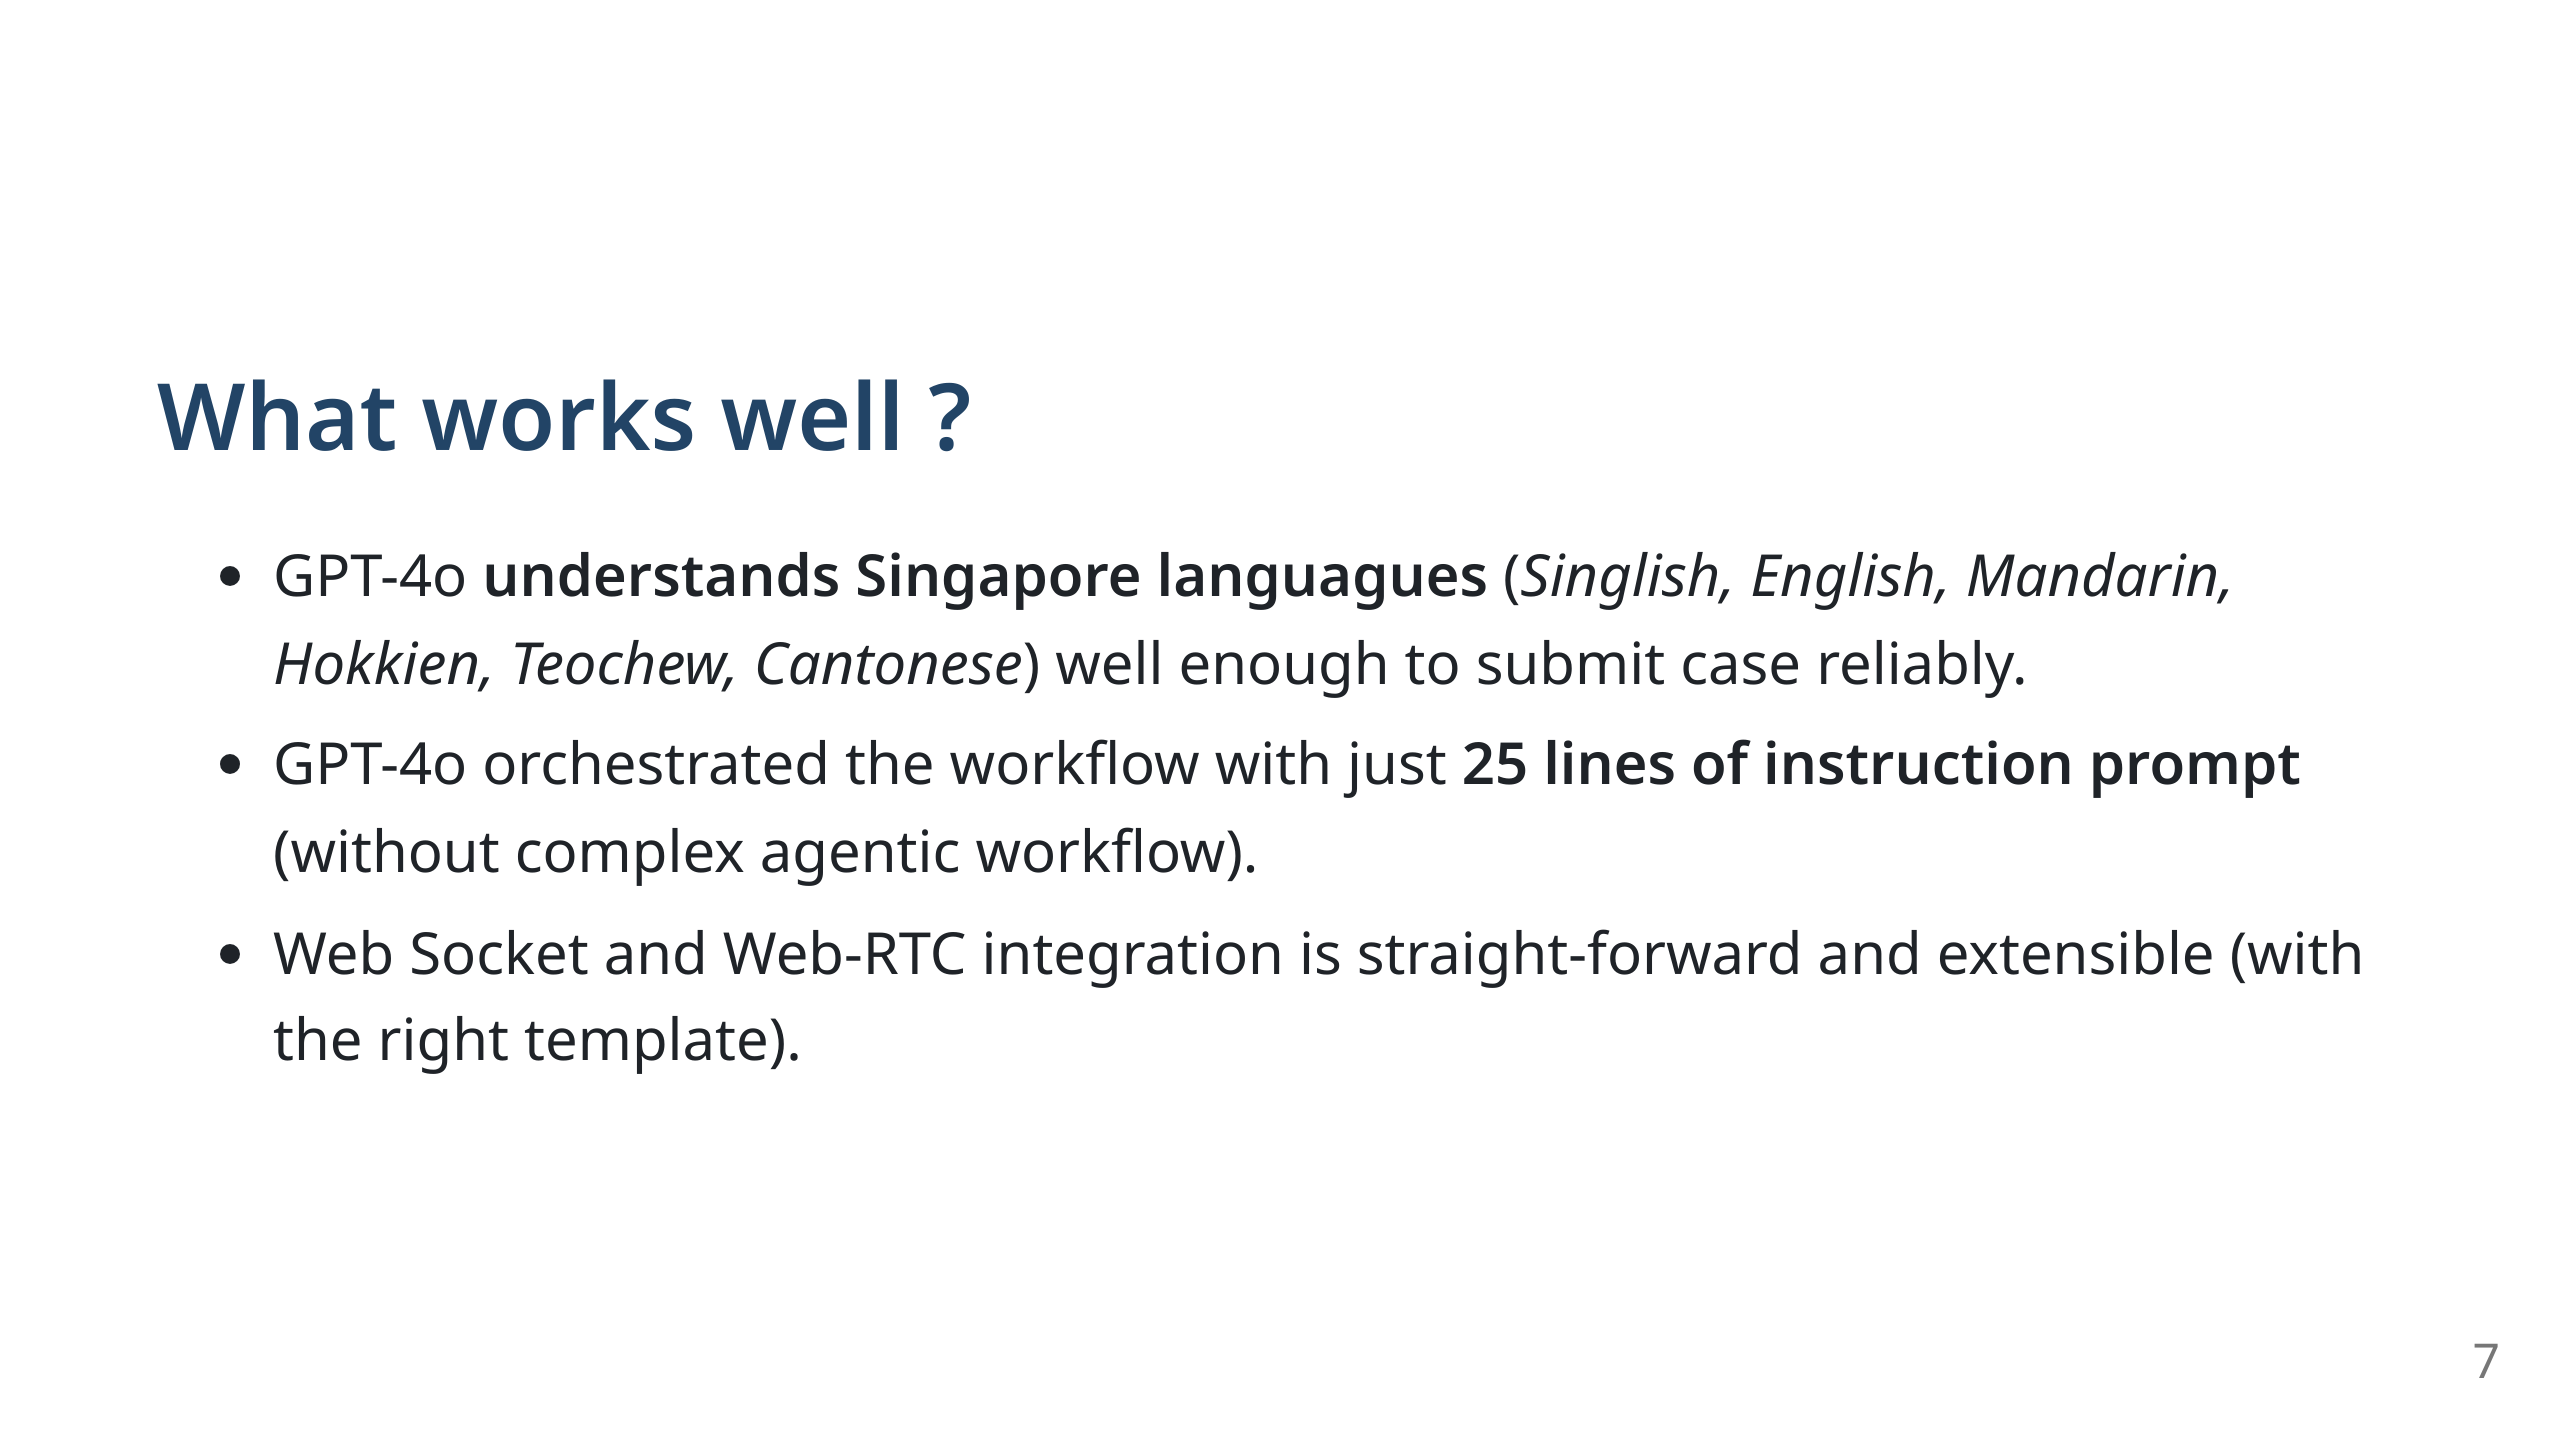 What works well ?
• GPT-4o understands Singapore languagues (Singlish, English, Mandarin,
Hokkien, Teochew, Cantonese) well enough to submit case reliably.
• GPT-4o orchestrated the workflow with just 25 lines of instruction prompt
(without complex agentic workflow).
• Web Socket and Web-RTC integration is straight-forward and extensible (with
the right template).
7